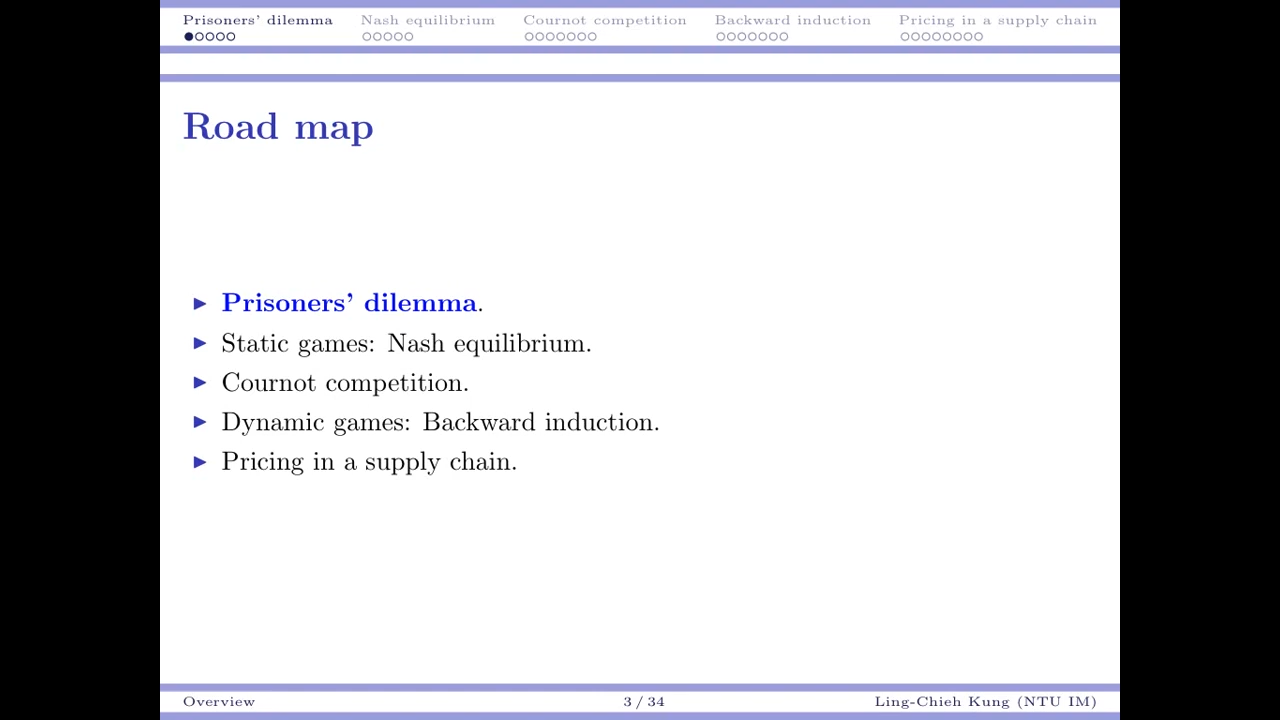 Prisoners' dilemma Nash equilibrium Cournot competition Backward induction Pricing in a supply chain
Road map
Prisoners' dilemma.
Static games: Nash equilibrium.
Cournot competition.
Dynamic games: Backward induction.
Pricing in a supply chain.
Overview 3 / 34 Ling-Chieh Kung (NTU IM)